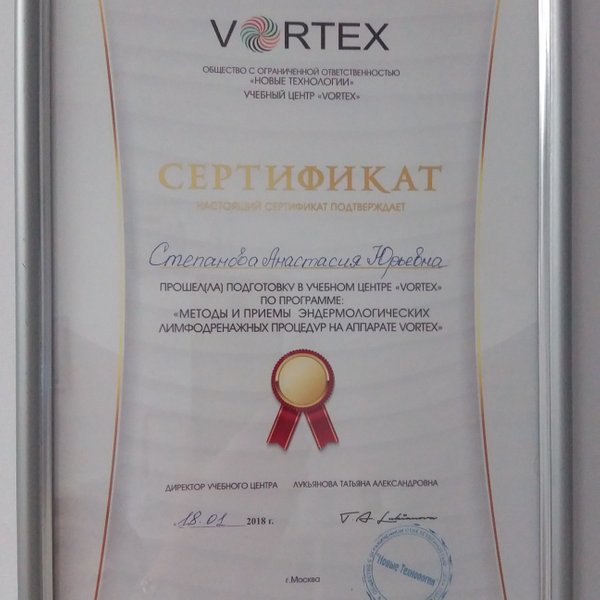 VORTEX
ОБЩЕСТВО С ОГРАНИЧЕННОЙ ОТВЕТСТВЕННОСТЬЮ
«НОВЫЕ ТЕХНОЛОГИИ»
УЧЕБНЫЙ ЦЕНТР «VORTEX»
СЕРТИФИКАТ
НАСТОЯЩИЙ СЕРТИФИКАТ ПОДТВЕРЖДАЕТ
Степанова Анастасия Юрьевна
ПРОШЕЛ(ЛА) ПОДГОТОВКУ В УЧЕБНОМ ЦЕНТРЕ «VORTEX»
ПО ПРОГРАММЕ:
«МЕТОДЫ И ПРИЕМЫ ЭНДЕРМОЛОГИЧЕСКИХ
ЛИМФОДРЕНАЖНЫХ ПРОЦЕДУР НА АППАРАТЕ VORTEX»
ДИРЕКТОР УЧЕБНОГО ЦЕНТРА ЛУКЬЯНОВА ТАТЬЯНА АЛЕКСАНДРОВНА
18.01 2018 г. T. A. Lukianova
"Новые Технологии"
г.Москва